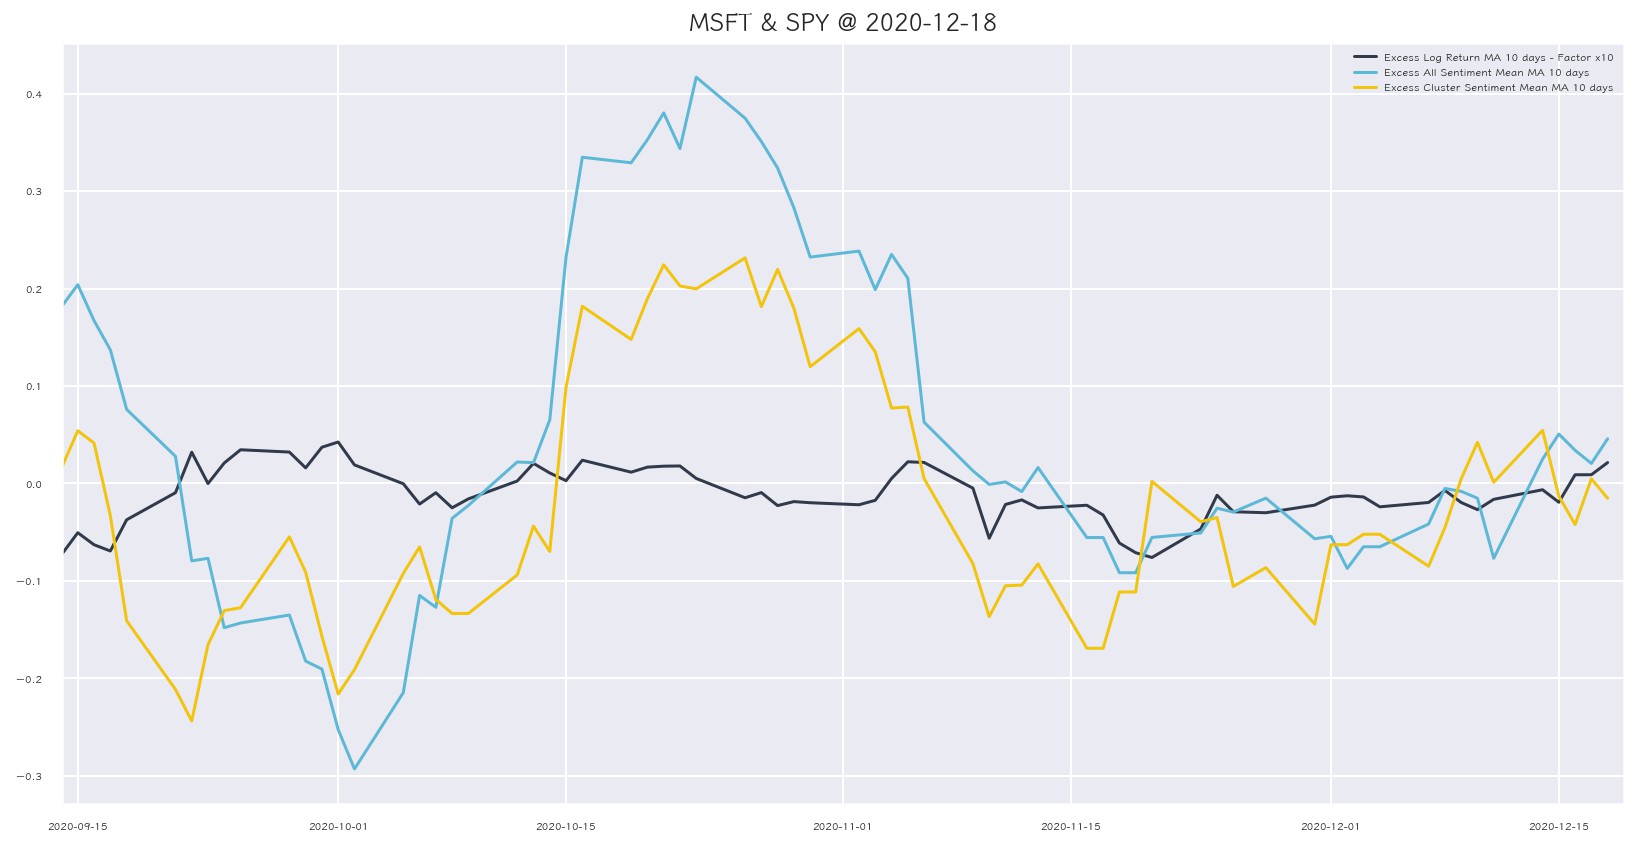 MSFT & SPY @ 2020-12-18
Excess Log Return MA 10 days - Factor x10
Excess All Sentiment Mean MA 10 days
Excess Cluster Sentiment Mean MA 10 days
0.4
0.3
0.2
0.1
0.0
−0.1
−0.2
−0.3
2020-09-15 2020-10-01 2020-10-15 2020-11-01 2020-11-15 2020-12-01 2020-12-15